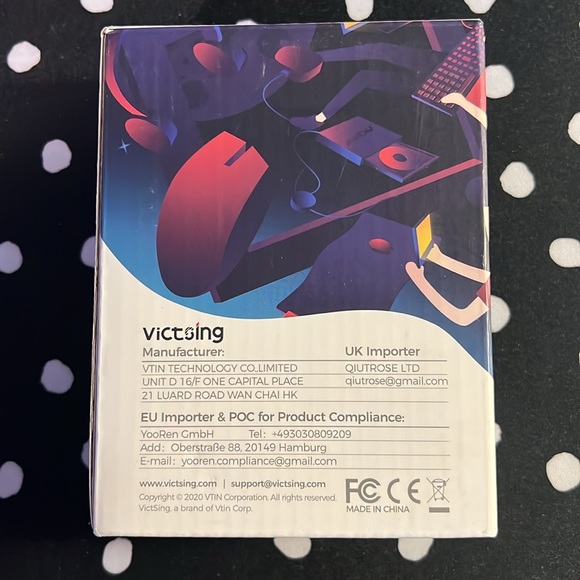 VicTsing
Manufacturer: UK Importer
VTIN TECHNOLOGY CO.,LIMITED QIUTROSE LTD
UNIT D 16/F ONE CAPITAL PLACE qiutrose@gmail.com
21 LUARD ROAD WAN CHAI HK
EU Importer & POC for Product Compliance:
YooRen GmbH Tel: +493030809209
Add: Oberstraße 88, 20149 Hamburg
E-mail: yooren.compliance@gmail.com
www.victsing.com | support@victsing.com
Copyright © 2020 VTIN Corporation. All rights reserved.
VictSing, a brand of Vtin Corp.
FC CE
MADE IN CHINA